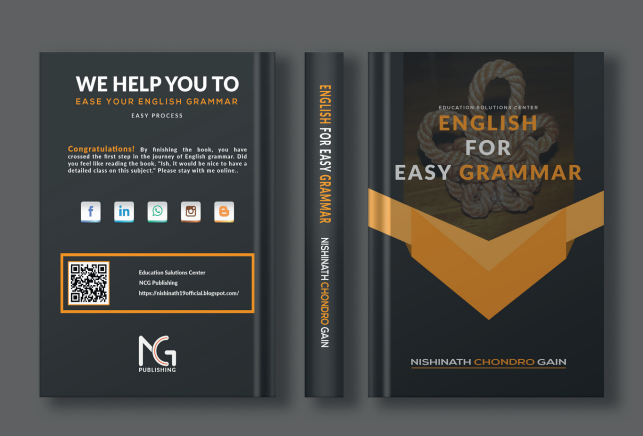 WE HELP YOU TO
EASE YOUR ENGLISH GRAMMAR
EASY PROCESS
Congratulations! By finishing the book, you have
crossed the first step in the journey of English grammar. Did
you feel like reading the book, "Ish, it would be nice to have a
detailed class on this subject." Please stay with me online..
f
in
B
Education Salutions Center
NCG Publishing
https://nishinath19official.blogspot.com/
NCG
PUBLISHING
ENGLISH FOR EASY GRAMMAR
NISHINATH CHONDRO GAIN
EDUCATION SOLUTIONS CENTER
ENGLISH
FOR
EASY GRAMMAR
NISHINATH CHONDRO GAIN